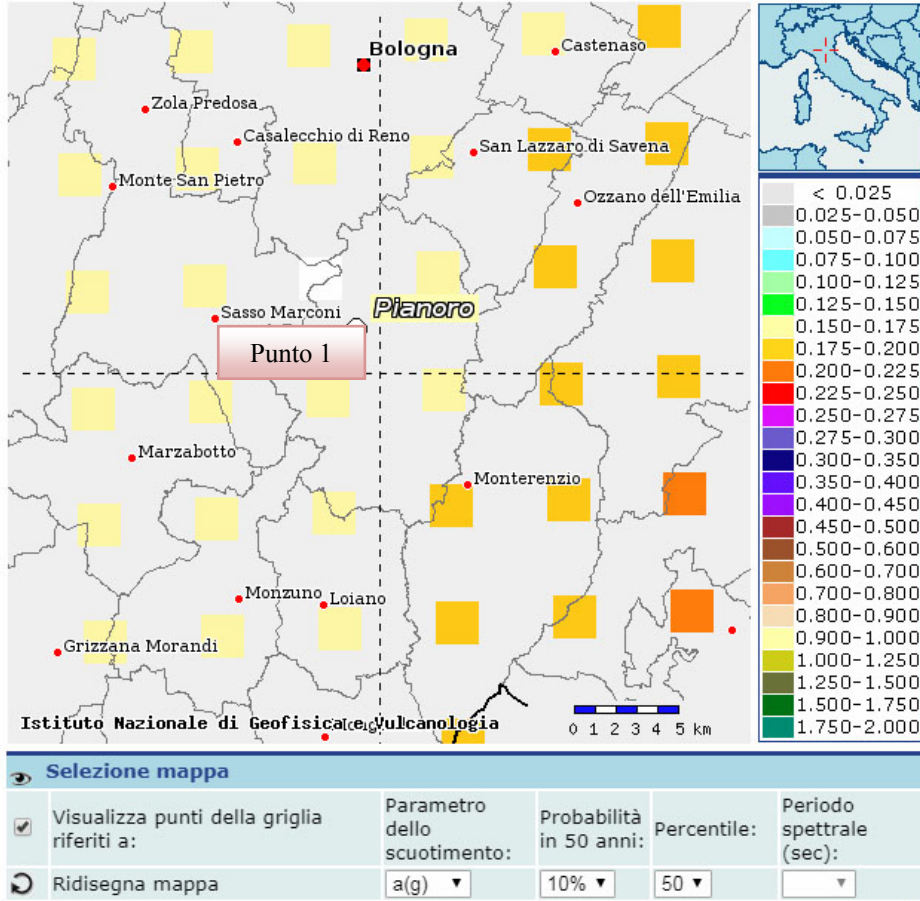 Bologna
Castenaso
Zola Predosa
Casalecchio di Reno
San Lazzaro di Savena
Monte San Pietro
Ozzano dell'Emilia
Pianoro
Sasso Marconi
Punto 1
Marzabotto
Monterenzio
Monzuno
Loiano
Grizzana Morandi
Istituto Nazionale di Geofisica e Vulcanologia
0 1 2 3 4 5 km
< 0.025
0.025-0.050
0.050-0.075
0.075-0.100
0.100-0.125
0.125-0.150
0.150-0.175
0.175-0.200
0.200-0.225
0.225-0.250
0.250-0.275
0.275-0.300
0.300-0.350
0.350-0.400
0.400-0.450
0.450-0.500
0.500-0.600
0.600-0.700
0.700-0.800
0.800-0.900
0.900-1.000
1.000-1.250
1.250-1.500
1.500-1.750
1.750-2.000
Selezione mappa
Visualizza punti della griglia
riferiti a:
Parametro
dello
scuotimento:
Probabilità
in 50 anni:
Percentile:
Periodo
spettrale
(sec):
Ridisegna mappa
a(g)
10%
50